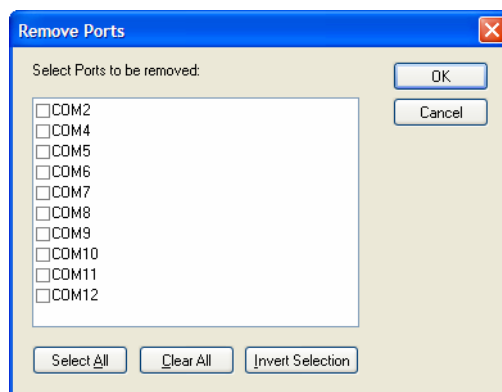 Remove Ports
Select Ports to be removed:
OK
Cancel
COM2
COM4
COM5
COM6
COM7
COM8
COM9
COM10
COM11
COM12
Select All Clear All Invert Selection